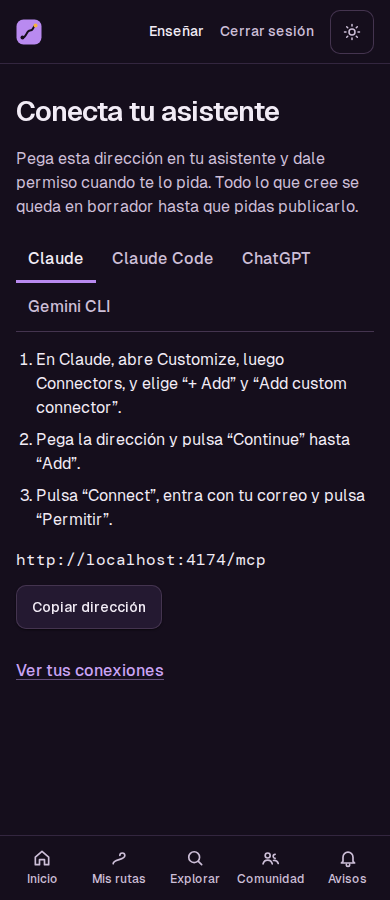 Enseñar Cerrar sesión
Conecta tu asistente
Pega esta dirección en tu asistente y dale
permiso cuando te lo pida. Todo lo que cree se
queda en borrador hasta que pidas publicarlo.
Claude Claude Code ChatGPT
Gemini CLI
1. En Claude, abre Customize, luego
Connectors, y elige “+ Add” y “Add custom
connector”.
2. Pega la dirección y pulsa “Continue” hasta
“Add”.
3. Pulsa “Connect”, entra con tu correo y pulsa
“Permitir”.
http://localhost:4174/mcp
Copiar dirección
Ver tus conexiones
Inicio Mis rutas Explorar Comunidad Avisos